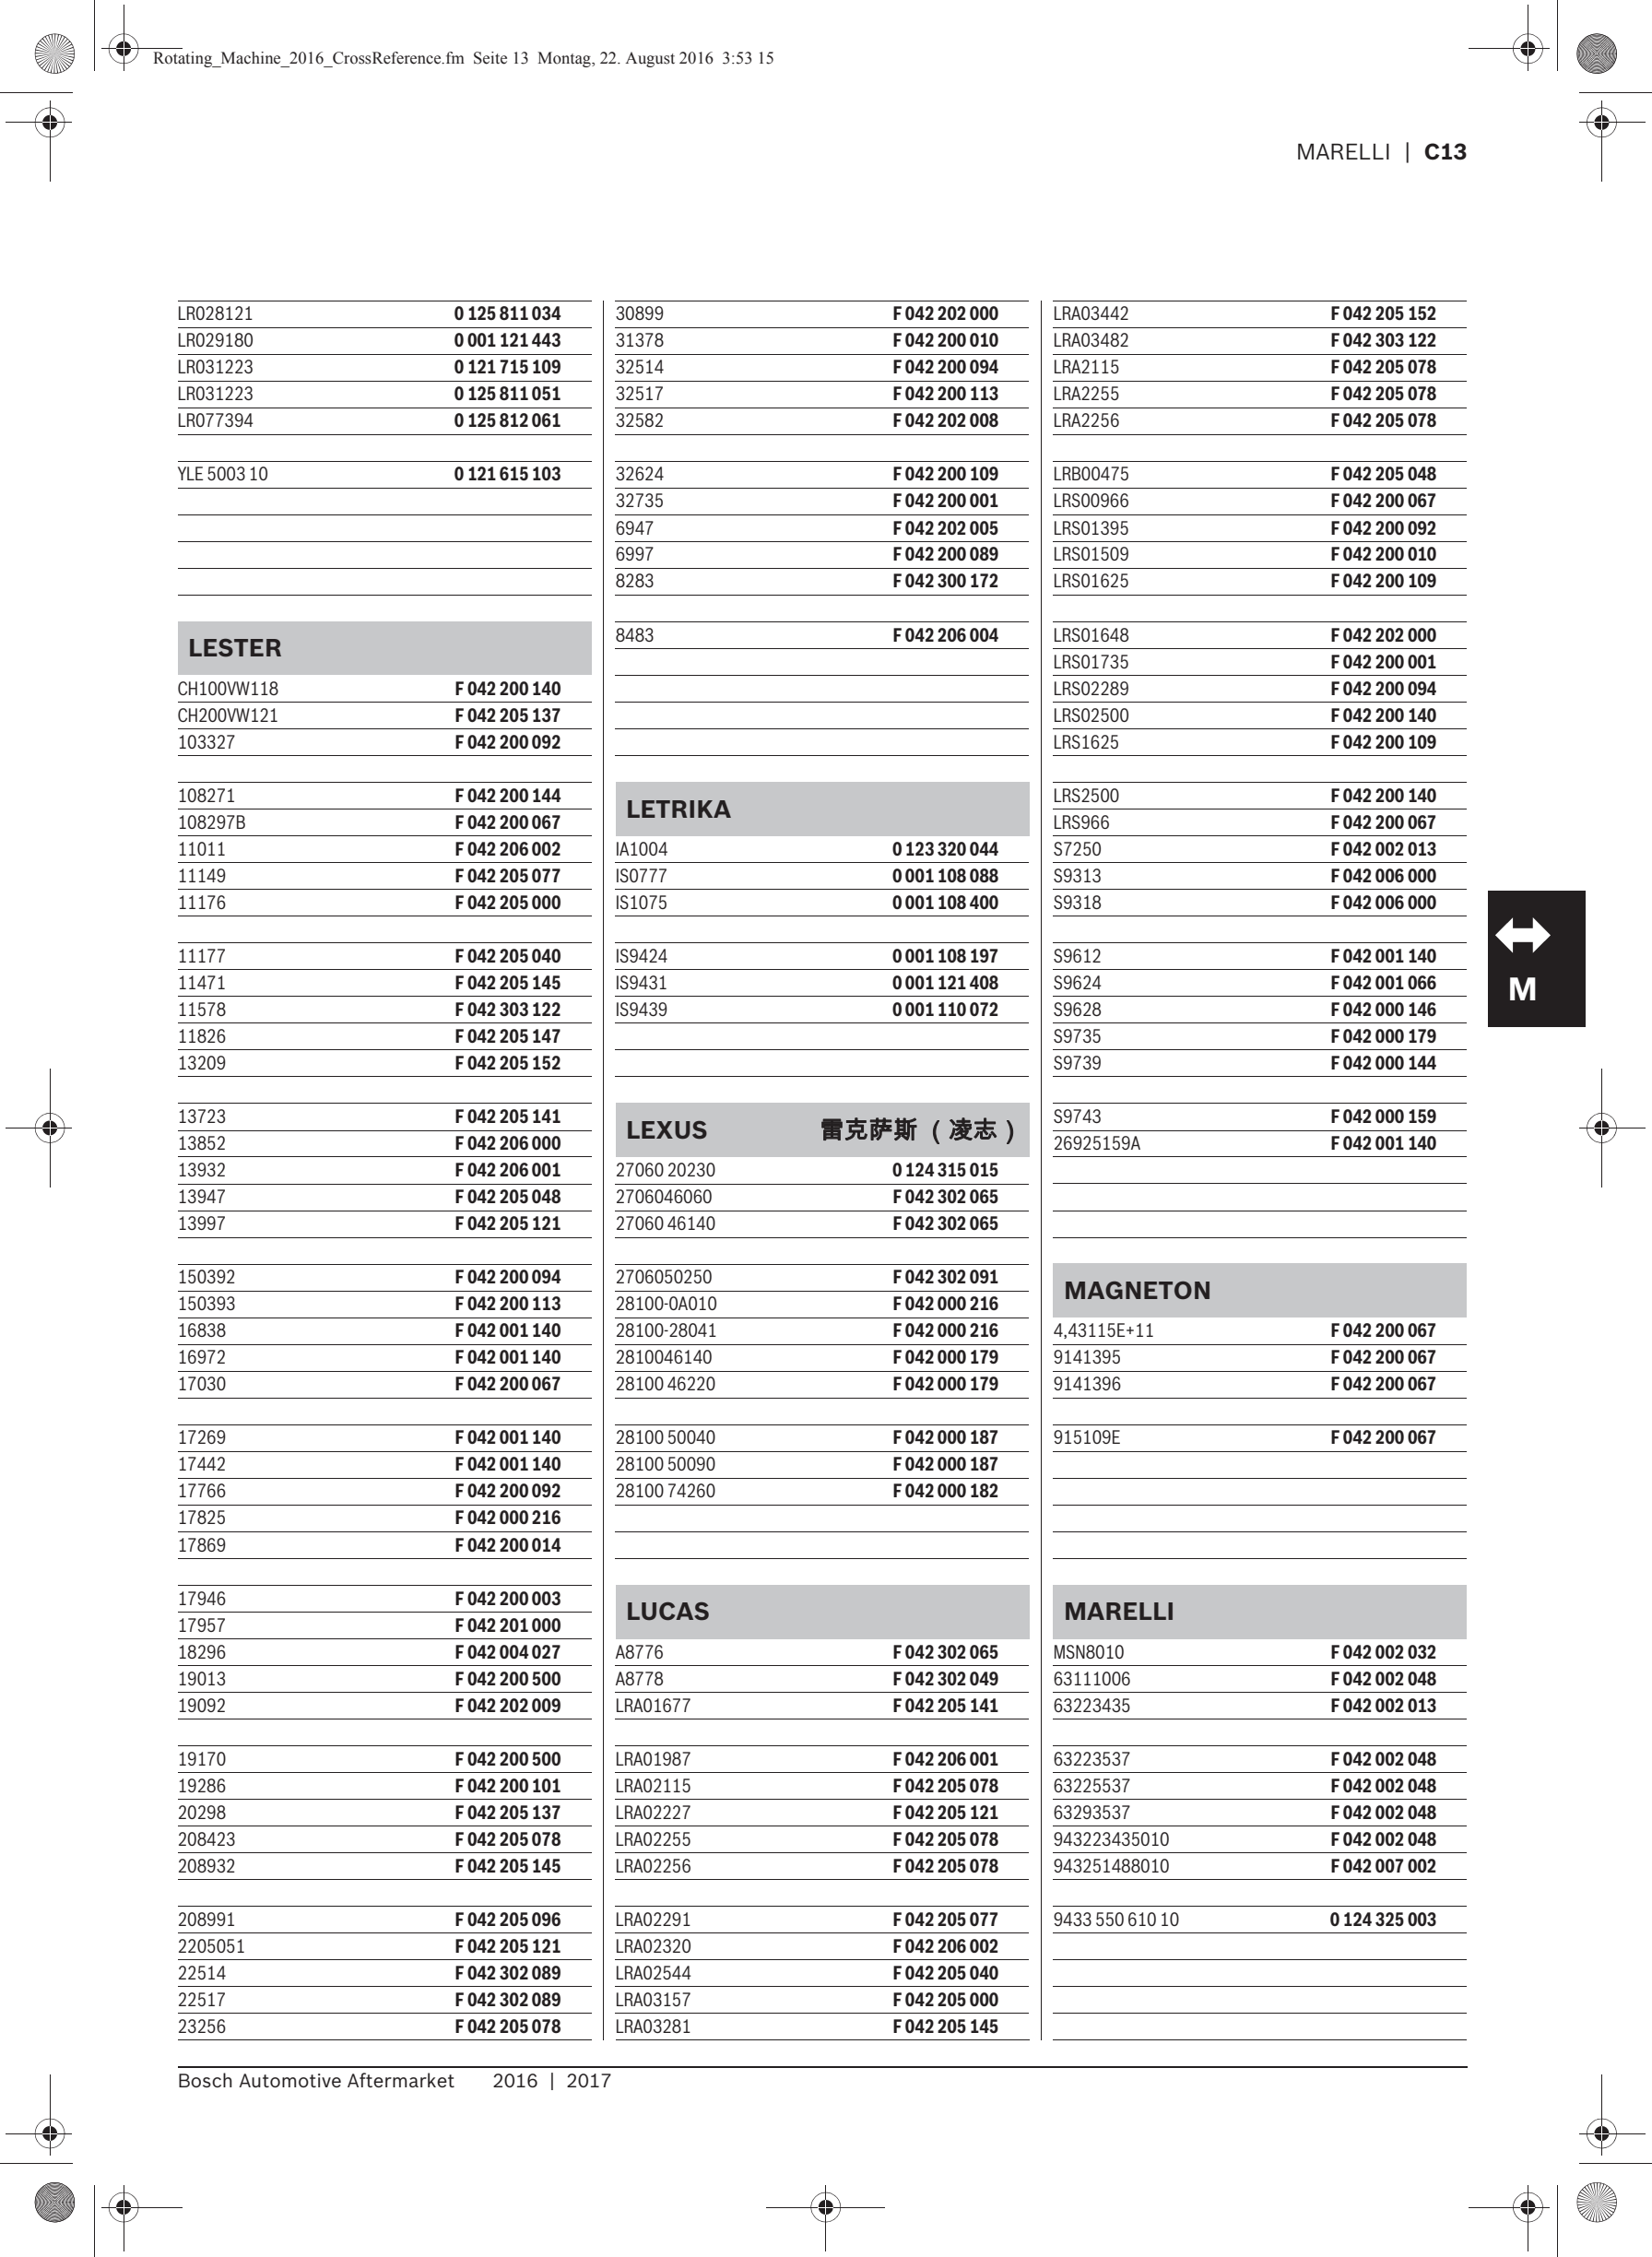 Rotating_Machine_2016_CrossReference.fm Seite 13 Montag, 22. August 2016 3:53 15
MARELLI | C13
LR028121 0 125 811 034
LR029180 0 001 121 443
LR031223 0 121 715 109
LR031223 0 125 811 051
LR077394 0 125 812 061
YLE 5003 10 0 121 615 103
LESTER
CH100VW118 F 042 200 140
CH200VW121 F 042 205 137
103327 F 042 200 092
108271 F 042 200 144
108297B F 042 200 067
11011 F 042 206 002
11149 F 042 205 077
11176 F 042 205 000
11177 F 042 205 040
11471 F 042 205 145
11578 F 042 303 122
11826 F 042 205 147
13209 F 042 205 152
13723 F 042 205 141
13852 F 042 206 000
13932 F 042 206 001
13947 F 042 205 048
13997 F 042 205 121
150392 F 042 200 094
150393 F 042 200 113
16838 F 042 001 140
16972 F 042 001 140
17030 F 042 200 067
17269 F 042 001 140
17442 F 042 001 140
17766 F 042 200 092
17825 F 042 000 216
17869 F 042 200 014
17946 F 042 200 003
17957 F 042 201 000
18296 F 042 004 027
19013 F 042 200 500
19092 F 042 202 009
19170 F 042 200 500
19286 F 042 200 101
20298 F 042 205 137
208423 F 042 205 078
208932 F 042 205 145
208991 F 042 205 096
2205051 F 042 205 121
22514 F 042 302 089
22517 F 042 302 089
23256 F 042 205 078
30899 F 042 202 000
31378 F 042 200 010
32514 F 042 200 094
32517 F 042 200 113
32582 F 042 202 008
32624 F 042 200 109
32735 F 042 200 001
6947 F 042 202 005
6997 F 042 200 089
8283 F 042 300 172
8483 F 042 206 004
LETRIKA
IA1004 0 123 320 044
IS0777 0 001 108 088
IS1075 0 001 108 400
IS9424 0 001 108 197
IS9431 0 001 121 408
IS9439 0 001 110 072
LEXUS 雷克萨斯 ( 凌志 )
27060 20230 0 124 315 015
2706046060 F 042 302 065
27060 46140 F 042 302 065
2706050250 F 042 302 091
28100-0A010 F 042 000 216
28100-28041 F 042 000 216
2810046140 F 042 000 179
28100 46220 F 042 000 179
28100 50040 F 042 000 187
28100 50090 F 042 000 187
28100 74260 F 042 000 182
LUCAS
A8776 F 042 302 065
A8778 F 042 302 049
LRA01677 F 042 205 141
LRA01987 F 042 206 001
LRA02115 F 042 205 078
LRA02227 F 042 205 121
LRA02255 F 042 205 078
LRA02256 F 042 205 078
LRA02291 F 042 205 077
LRA02320 F 042 206 002
LRA02544 F 042 205 040
LRA03157 F 042 205 000
LRA03281 F 042 205 145
LRA03442 F 042 205 152
LRA03482 F 042 303 122
LRA2115 F 042 205 078
LRA2255 F 042 205 078
LRA2256 F 042 205 078
LRB00475 F 042 205 048
LRS00966 F 042 200 067
LRS01395 F 042 200 092
LRS01509 F 042 200 010
LRS01625 F 042 200 109
LRS01648 F 042 202 000
LRS01735 F 042 200 001
LRS02289 F 042 200 094
LRS02500 F 042 200 140
LRS1625 F 042 200 109
LRS2500 F 042 200 140
LRS966 F 042 200 067
S7250 F 042 002 013
S9313 F 042 006 000
S9318 F 042 006 000
S9612 F 042 001 140
S9624 F 042 001 066
S9628 F 042 000 146
S9735 F 042 000 179
S9739 F 042 000 144
S9743 F 042 000 159
26925159A F 042 001 140
MAGNETON
4,43115E+11 F 042 200 067
9141395 F 042 200 067
9141396 F 042 200 067
915109E F 042 200 067
MARELLI
MSN8010 F 042 002 032
63111006 F 042 002 048
63223435 F 042 002 013
63223537 F 042 002 048
63225537 F 042 002 048
63293537 F 042 002 048
943223435010 F 042 002 048
943251488010 F 042 007 002
9433 550 610 10 0 124 325 003
M
Bosch Automotive Aftermarket 2016 | 2017